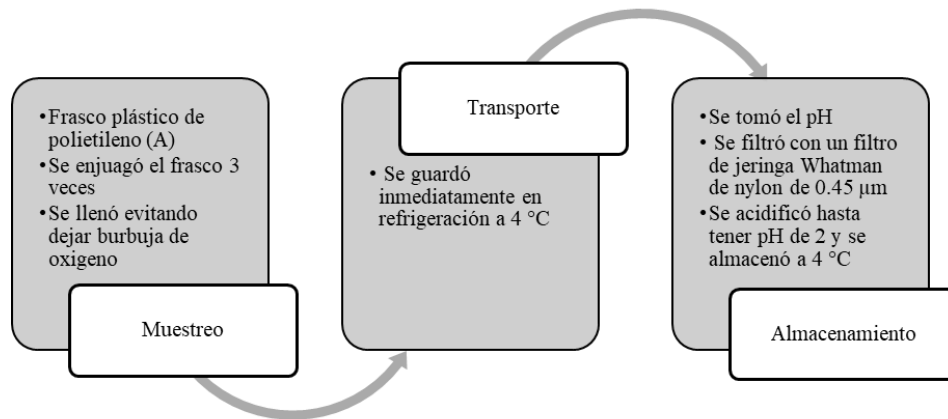 •Frasco plástico de
polietileno (A)
•Se enjuagó el frasco 3
veces
•Se llenó evitando
dejar burbuja de
oxigeno
Muestreo
Transporte
• Se guardó
inmediatamente en
refrigeración a 4 °C
•Se tomó el pH
• Se filtró con un filtro
de jeringa Whatman
de nylon de 0.45 µm
•Se acidificó hasta
tener pH de 2 y se
almacenó a 4 °C
Almacenamiento